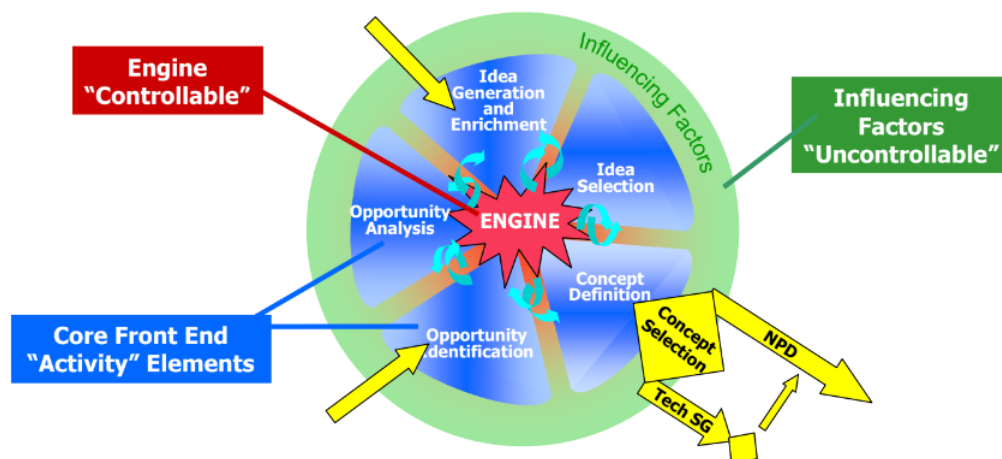 Engine
“Controllable”
Idea
Generation
and
Enrichment
Influencing Factors
Influencing
Factors
“Uncontrollable”
Idea
Selection
Opportunity
Analysis
ENGINE
Concept
Definition
Opportunity
Identification
Core Front End
“Activity” Elements
Concept
Selection
NPD
Tech SG